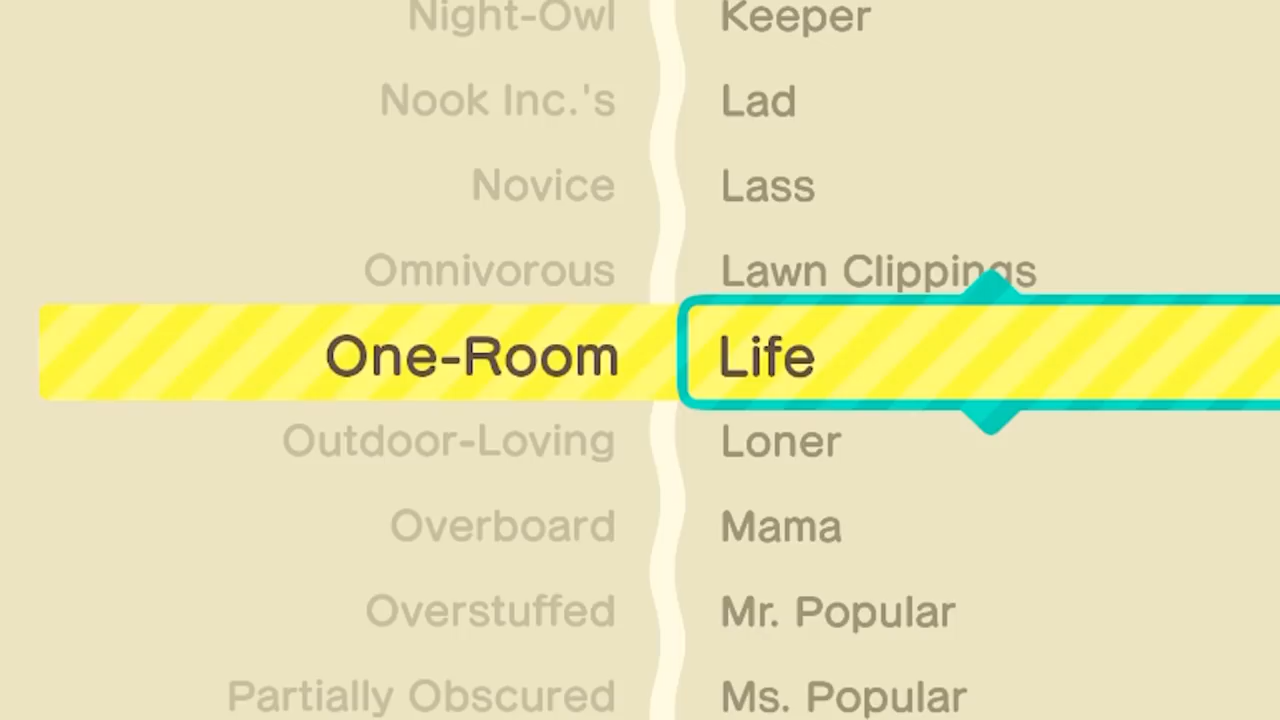 Night-Owl Keeper
Nook Inc.'s Lad
Novice Lass
Omnivorous Lawn Clippings
One-Room Life
Outdoor-Loving Loner
Overboard Mama
Overstuffed Mr. Popular
Partially Obscured Ms. Popular